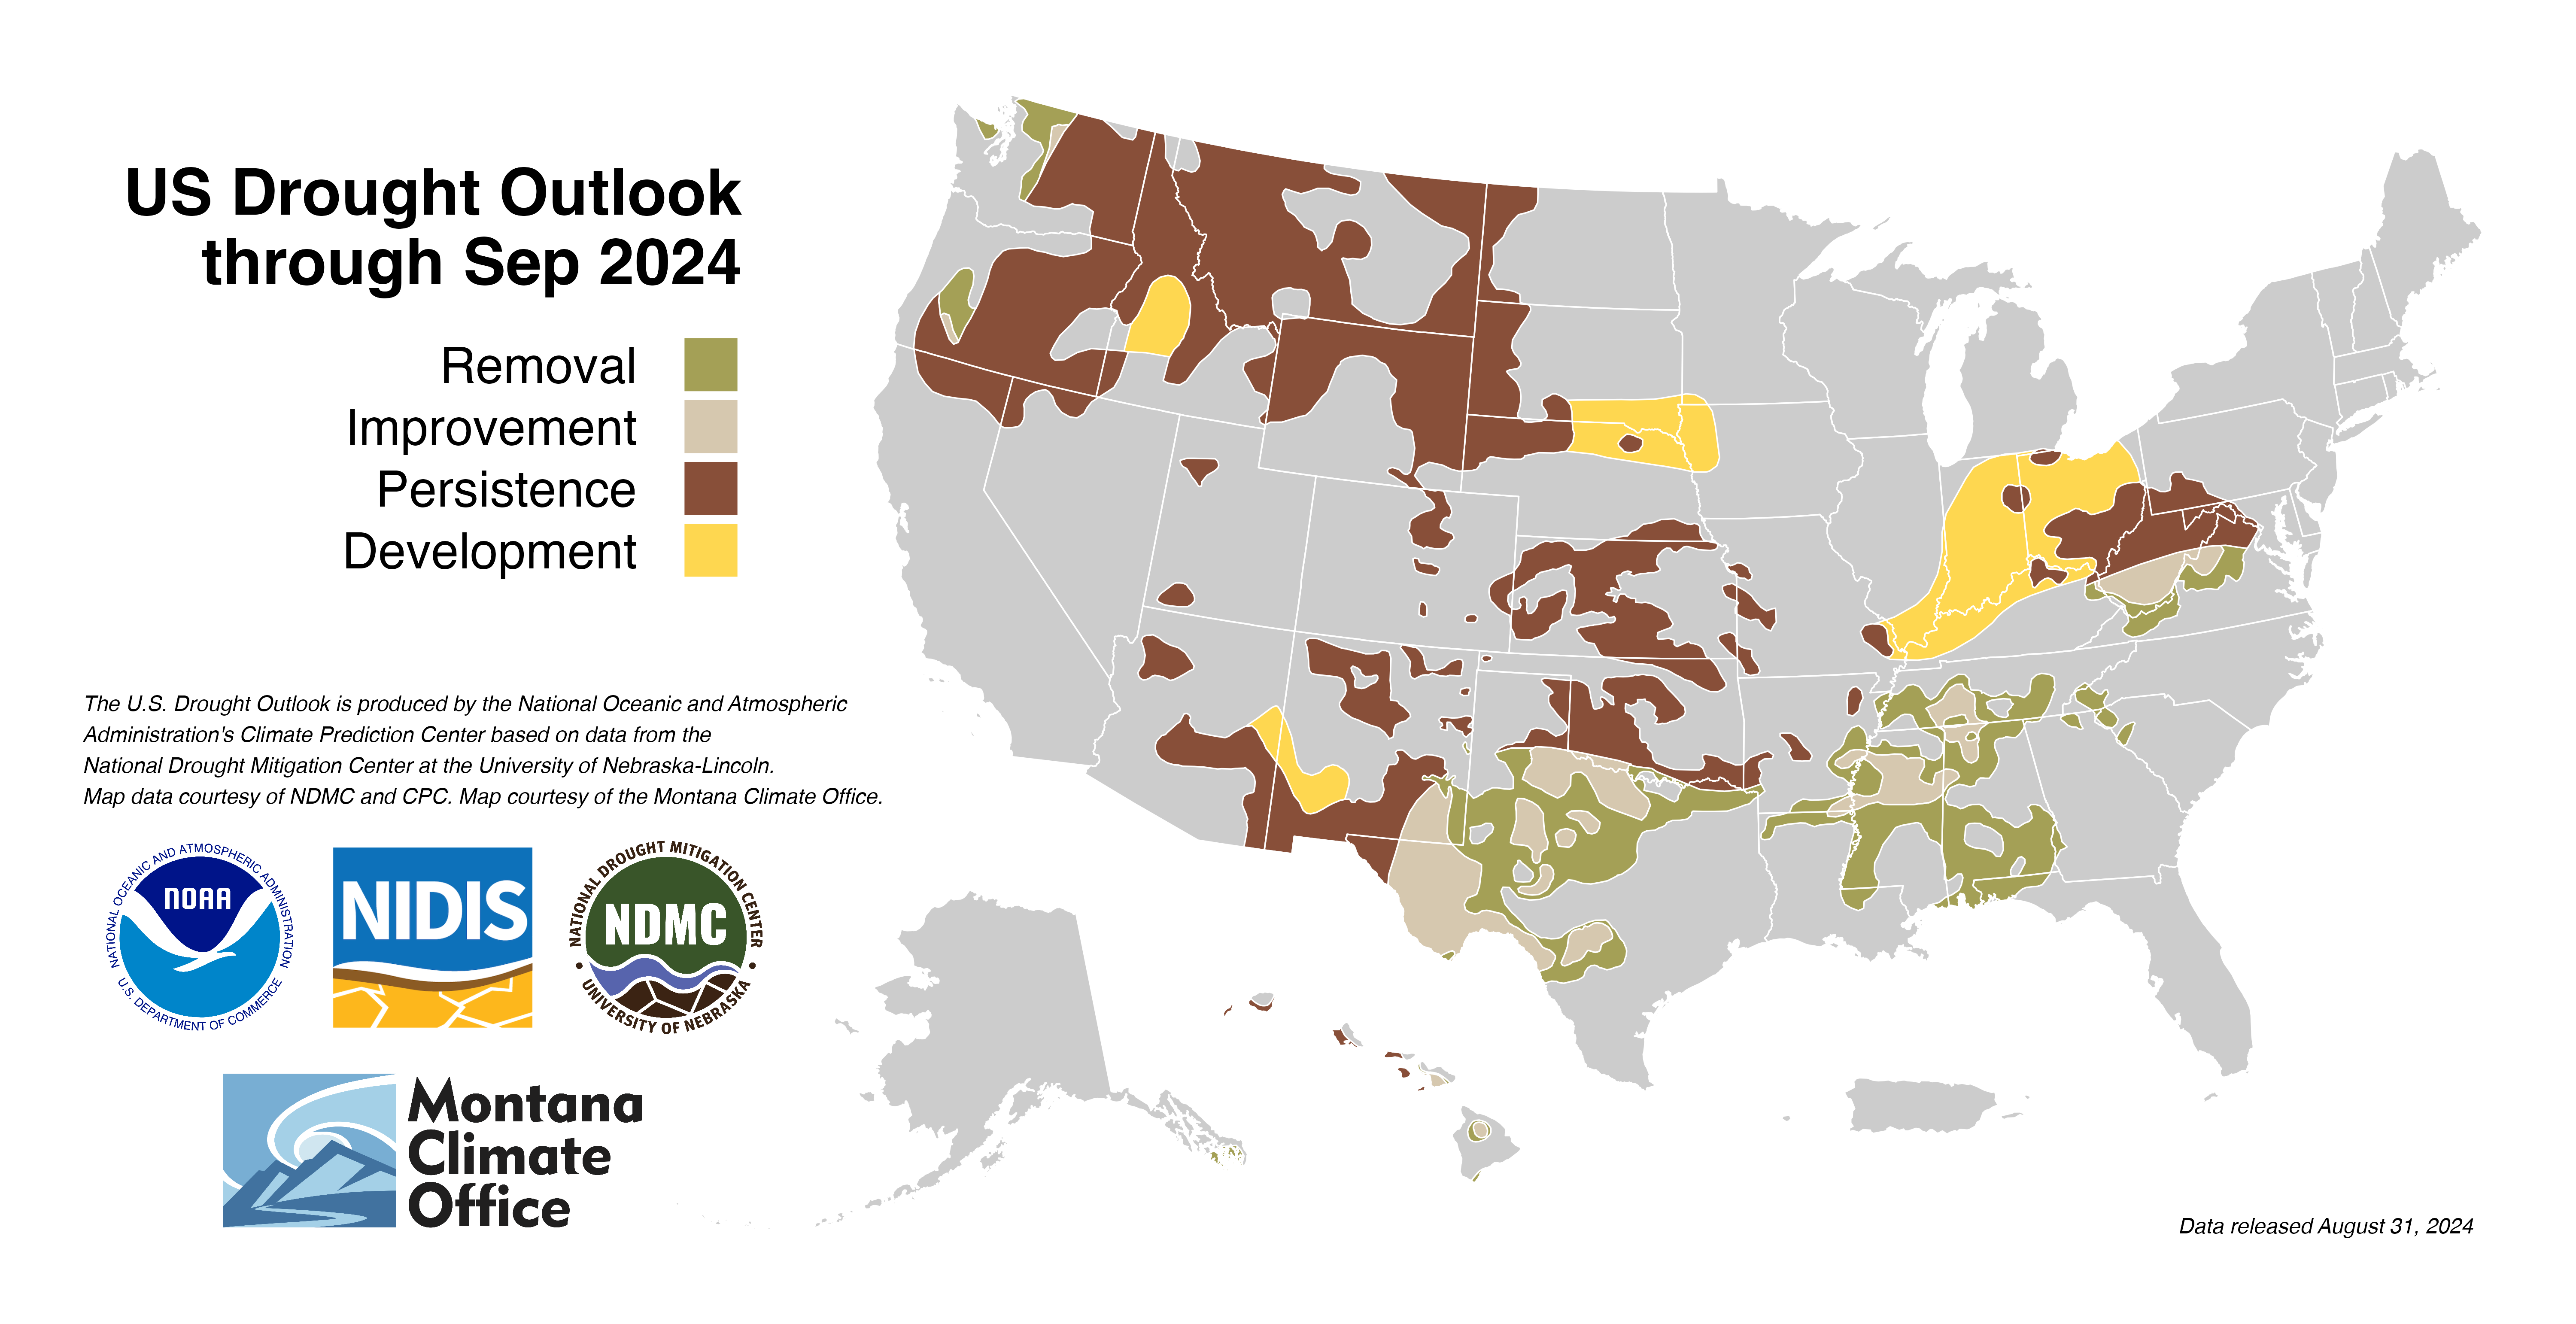 US Drought Outlook
through Sep 2024
Removal
Improvement
Persistence
Development
The U.S. Drought Outlook is produced by the National Oceanic and Atmospheric
Administration's Climate Prediction Center based on data from the
National Drought Mitigation Center at the University of Nebraska-Lincoln.
Map data courtesy of NDMC and CPC. Map courtesy of the Montana Climate Office.
NATIONAL OCEANIC AND ATMOSPHERIC ADMINISTRATION
NOAA
U.S. DEPARTMENT OF COMMERCE
NIDIS
NATIONAL DROUGHT MITIGATION CENTER
NDMC
UNIVERSITY OF NEBRASKA
Montana
Climate
Office
Data released August 31, 2024